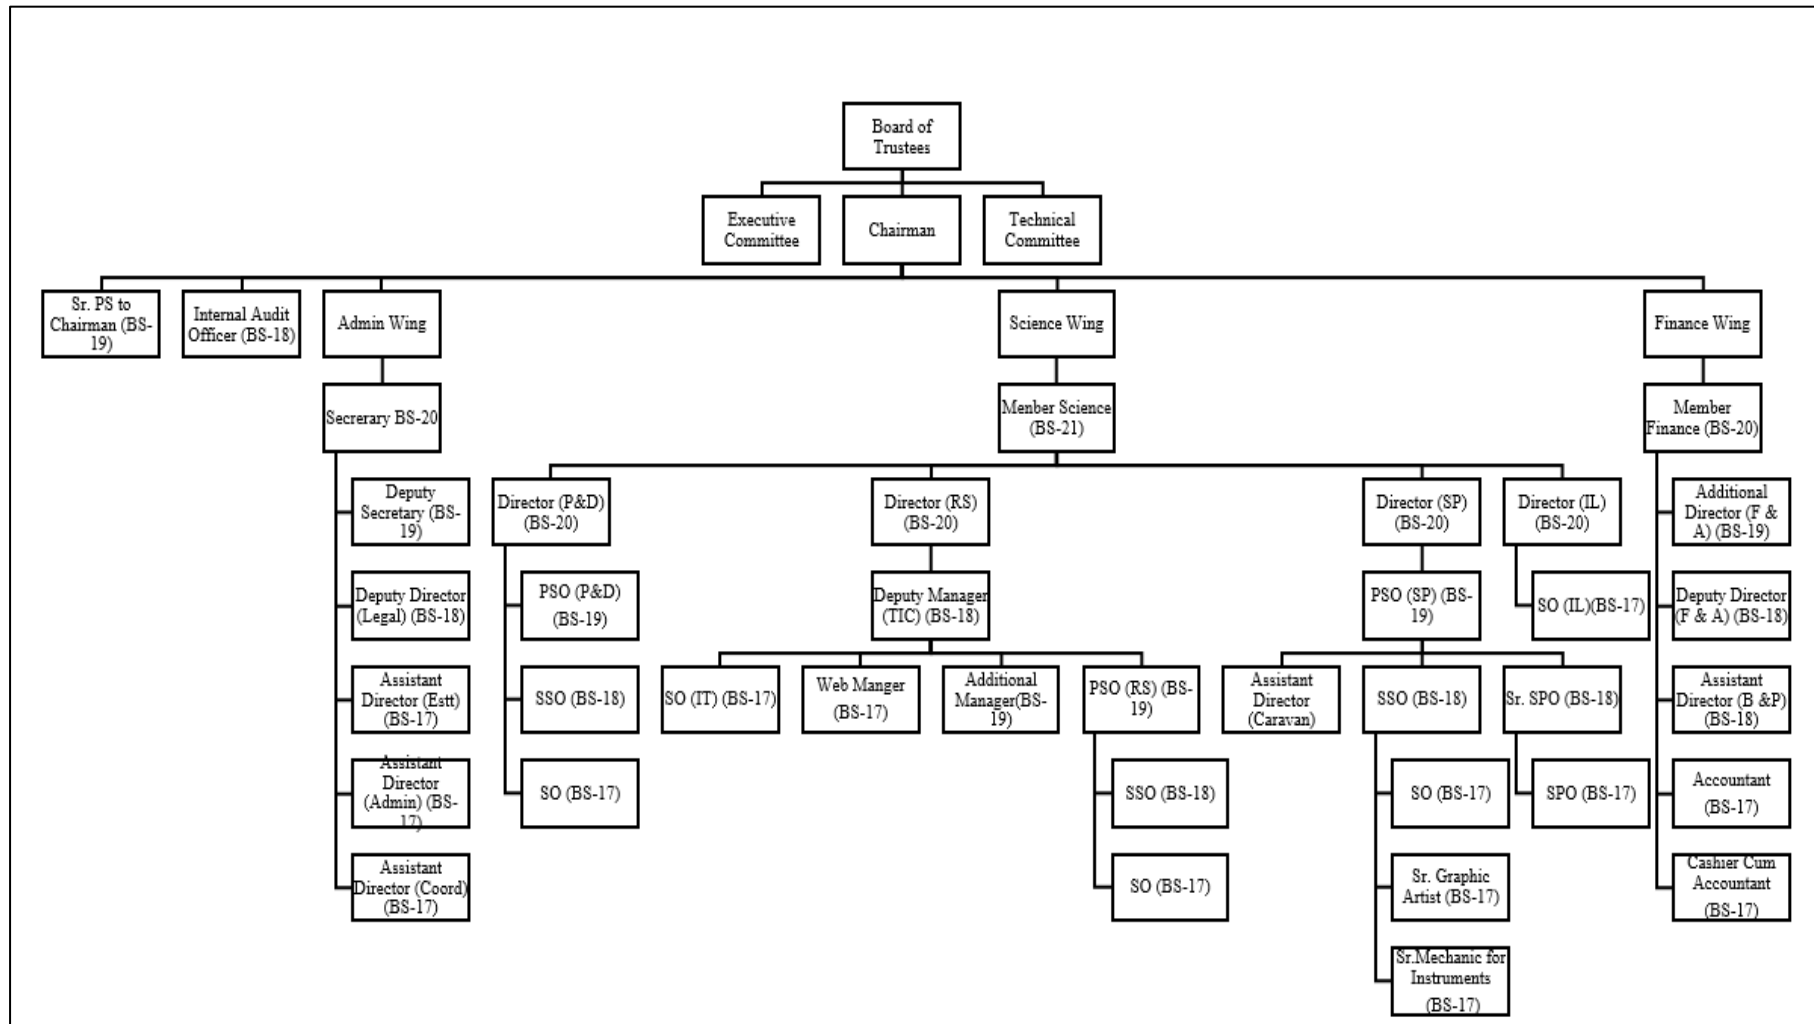 Board of
Trustees
Executive
Committee
Chairman
Technical
Committee
Sr. PS to
Chairman (BS-
19)
Internal Audit
Officer (BS-18)
Admin Wing
Science Wing
Finance Wing
Secrerary BS-20
Menber Science
(BS-21)
Member
Finance (BS-20)
Deputy
Secretary (BS-
19)
Director (P&D)
(BS-20)
Director (RS)
(BS-20)
Director (SP)
(BS-20)
Director (IL)
(BS-20)
Additional
Director (F &
A) (BS-19)
Deputy Director
(Legal) (BS-18)
PSO (P&D)
(BS-19)
Deputy Manager
(TIC) (BS-18)
PSO (SP) (BS-
19)
SO (IL)(BS-17)
Deputy Director
(F & A) (BS-18)
Assistant
Director (Estt)
(BS-17)
SSO (BS-18)
SO (IT) (BS-17)
Web Manger
(BS-17)
Additional
Manager(BS-
19)
PSO (RS) (BS-
19)
Assistant
Director
(Caravan)
SSO (BS-18)
Sr. SPO (BS-18)
Assistant
Director (B &P)
(BS-18)
Assistant
Director
(Admin) (BS-
17)
SO (BS-17)
SSO (BS-18)
SO (BS-17)
SPO (BS-17)
Accountant
(BS-17)
Assistant
Director (Coord)
(BS-17)
SO (BS-17)
Sr. Graphic
Artist (BS-17)
Cashier Cum
Accountant
(BS-17)
Sr.Mechanic for
Instruments
(BS-17)